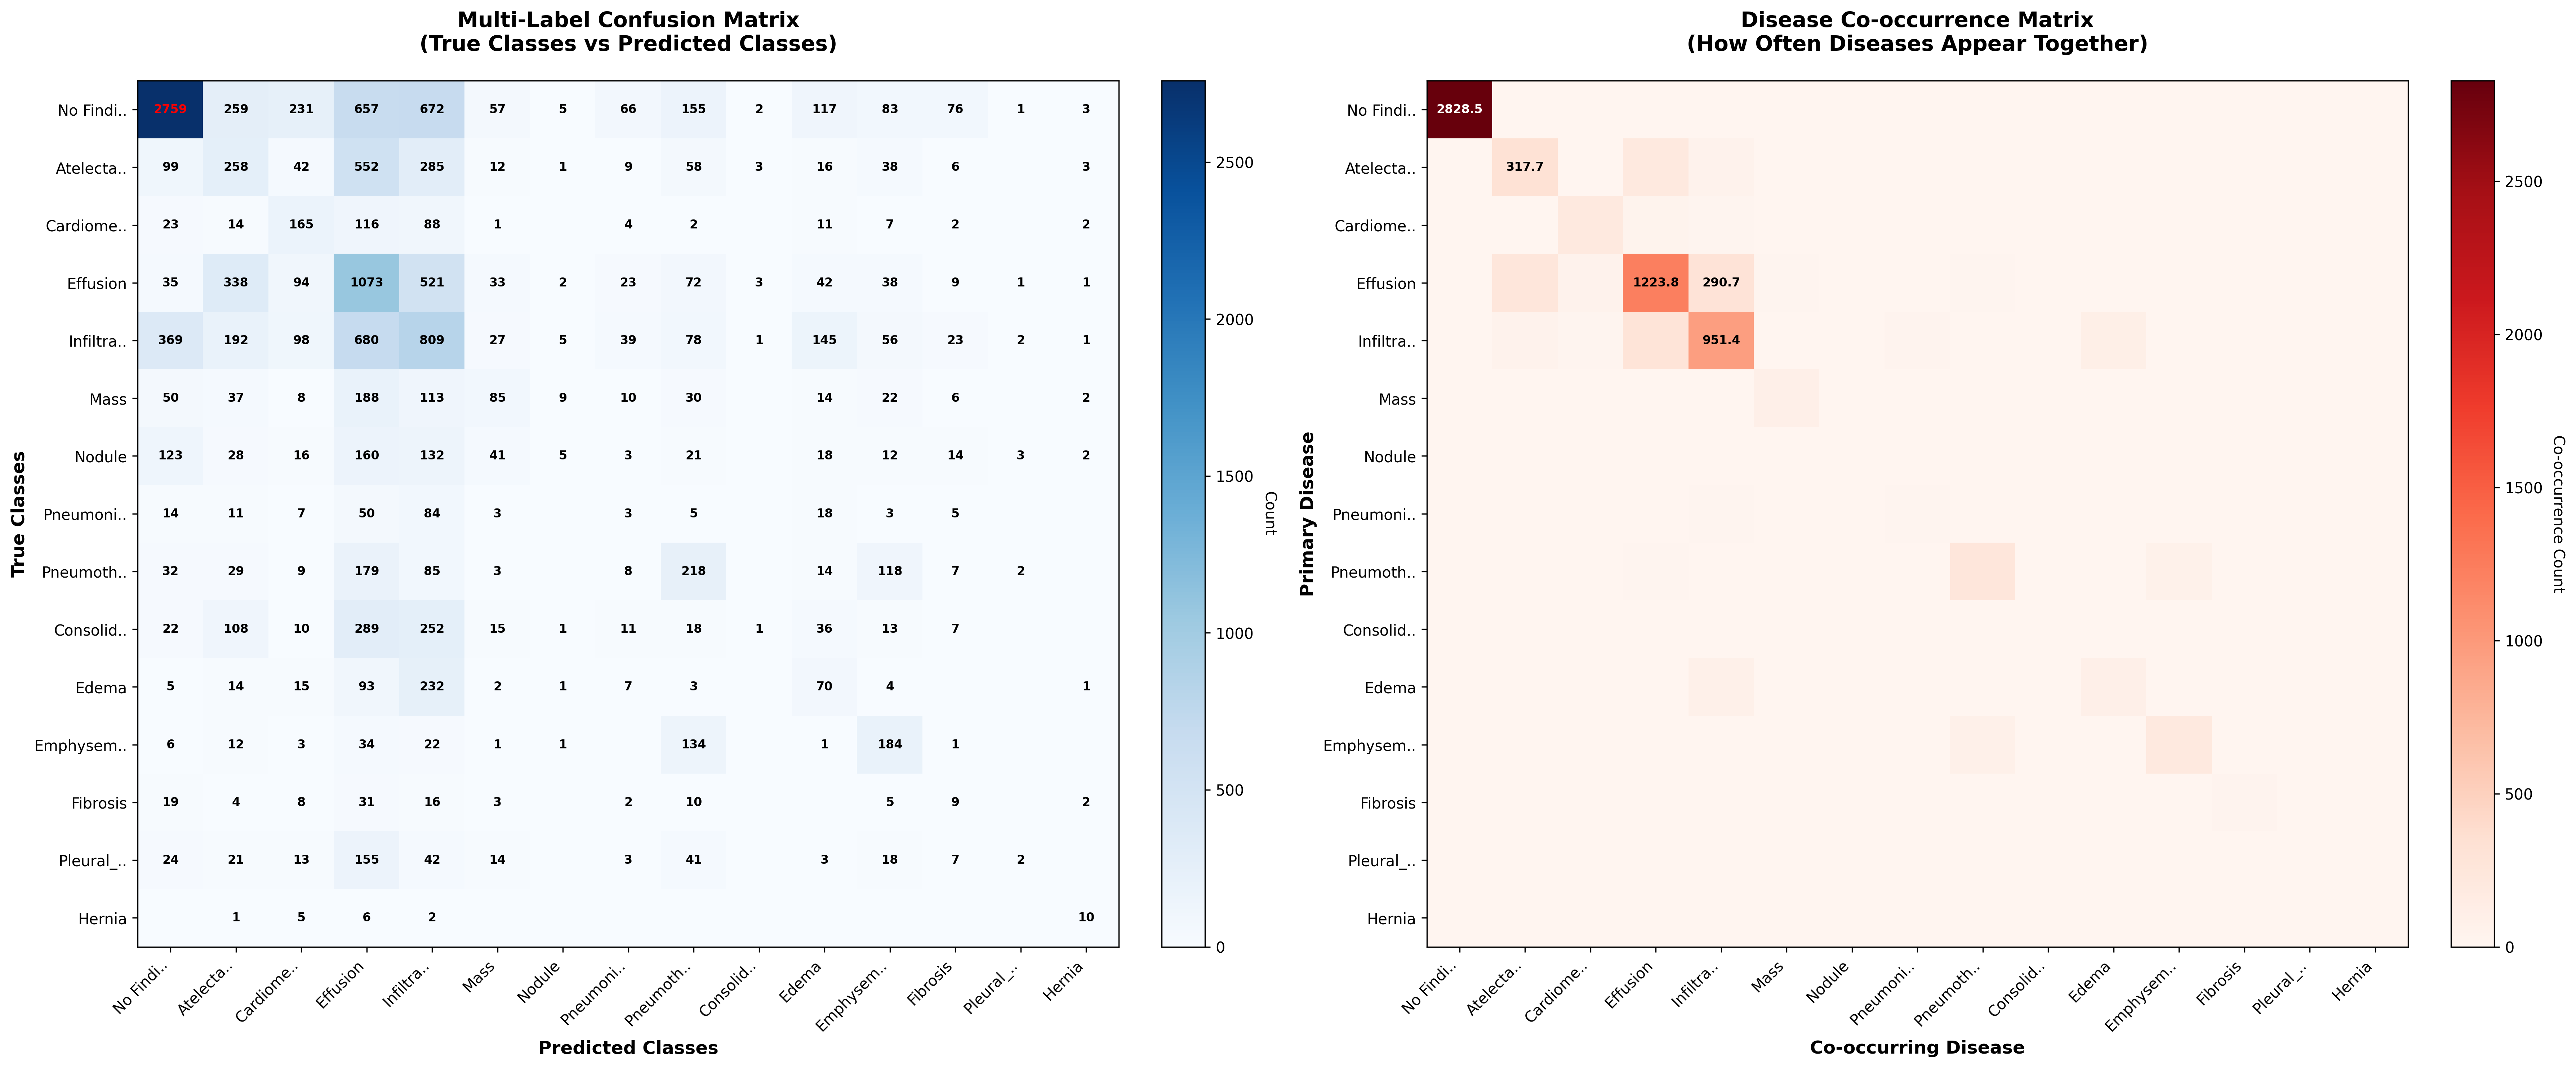 Multi-Label Confusion Matrix
(True Classes vs Predicted Classes)
True Classes
No Findi.. 2759 259 231 657 672 57 5 66 155 2 117 83 76 1 3
Atelecta.. 99 258 42 552 285 12 1 9 58 3 16 38 6 3
Cardiome.. 23 14 165 116 88 1 4 2 11 7 2 2
Effusion 35 338 94 1073 521 33 2 23 72 3 42 38 9 1 1
Infiltra.. 369 192 98 680 809 27 5 39 78 1 145 56 23 2 1
Mass 50 37 8 188 113 85 9 10 30 14 22 6 2
Nodule 123 28 16 160 132 41 5 3 21 18 12 14 3 2
Pneumoni.. 14 11 7 50 84 3 3 5 18 3 5
Pneumoth.. 32 29 9 179 85 3 8 218 14 118 7 2
Consolid.. 22 108 10 289 252 15 1 11 18 1 36 13 7
Edema 5 14 15 93 232 2 1 7 3 70 4 1
Emphysem.. 6 12 3 34 22 1 1 134 1 184 1
Fibrosis 19 4 8 31 16 3 2 10 5 9 2
Pleural_.. 24 21 13 155 42 14 3 41 3 18 7 2
Hernia 1 5 6 2 10
No Findi.. Atelecta.. Cardiome.. Effusion Infiltra.. Mass Nodule Pneumoni.. Pneumoth.. Consolid.. Edema Emphysem.. Fibrosis Pleural_.. Hernia
Predicted Classes
2500
2000
1500
1000
500
0
Count
Disease Co-occurrence Matrix
(How Often Diseases Appear Together)
Primary Disease
No Findi.. 2828.5
Atelecta.. 317.7
Cardiome..
Effusion 1223.8 290.7
Infiltra.. 951.4
Mass
Nodule
Pneumoni..
Pneumoth..
Consolid..
Edema
Emphysem..
Fibrosis
Pleural_..
Hernia
No Findi.. Atelecta.. Cardiome.. Effusion Infiltra.. Mass Nodule Pneumoni.. Pneumoth.. Consolid.. Edema Emphysem.. Fibrosis Pleural_.. Hernia
Co-occurring Disease
2500
2000
1500
1000
500
0
Co-occurrence Count